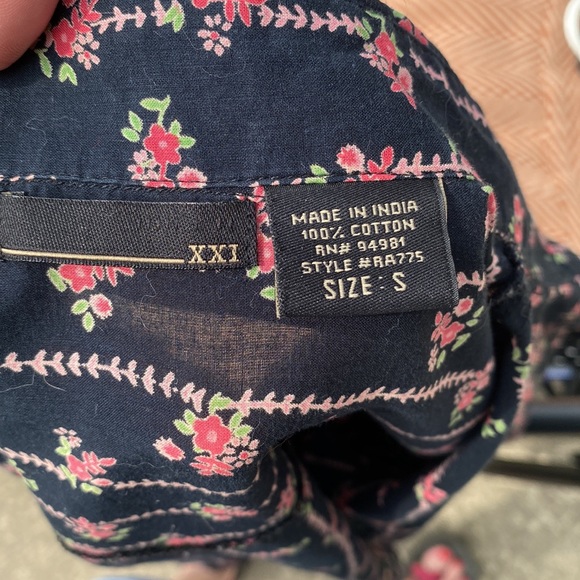 XXI
MADE IN INDIA
100% COTTON
RN# 94981
STYLE #RA775
SIZE: S